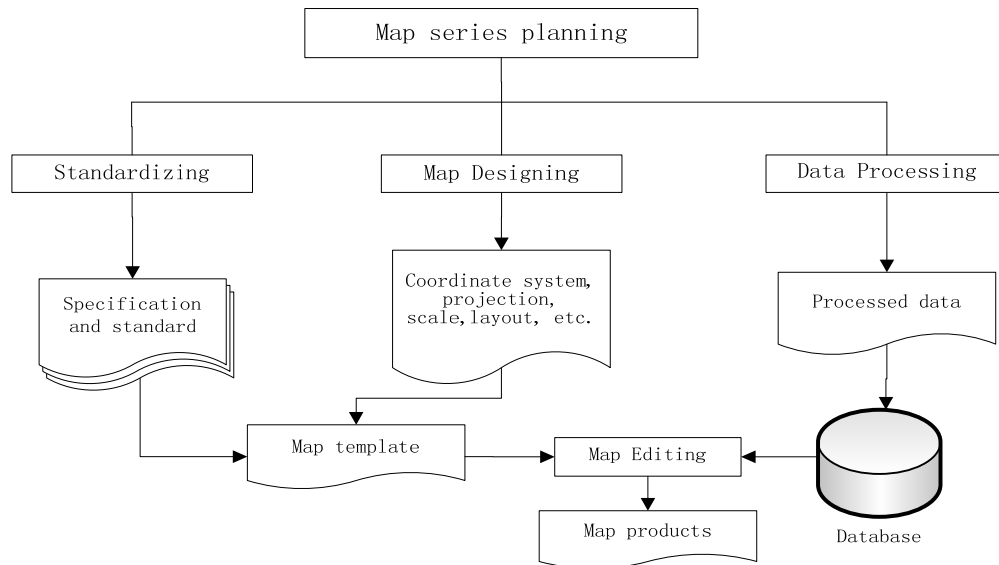 Map series planning
Standardizing
Map Designing
Data Processing
Specification
and standard
Coordinate system,
projection,
scale,layout, etc.
Processed data
Map template
Map Editing
Map products
Database